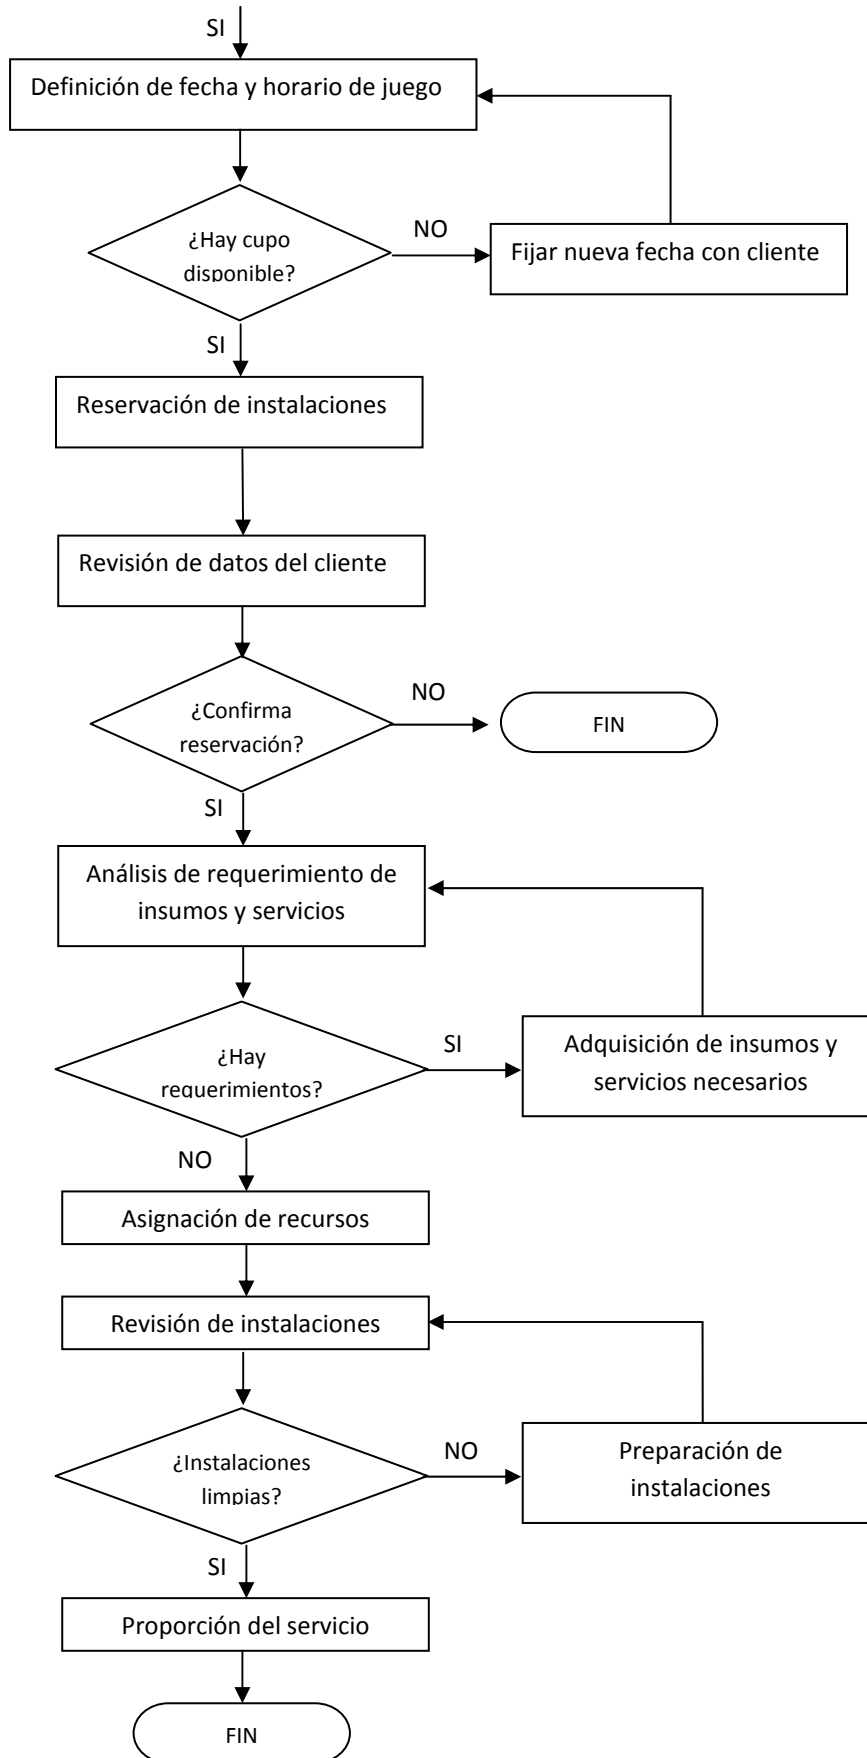 SI
Definición de fecha y horario de juego
¿Hay cupo
disponible?
NO
Fijar nueva fecha con cliente
SI
Reservación de instalaciones
Revisión de datos del cliente
¿Confirma
reservación?
NO
FIN
SI
Análisis de requerimiento de
insumos y servicios
¿Hay
requerimientos?
SI
Adquisición de insumos y
servicios necesarios
NO
Asignación de recursos
Revisión de instalaciones
¿Instalaciones
limpias?
NO
Preparación de
instalaciones
SI
Proporción del servicio
FIN